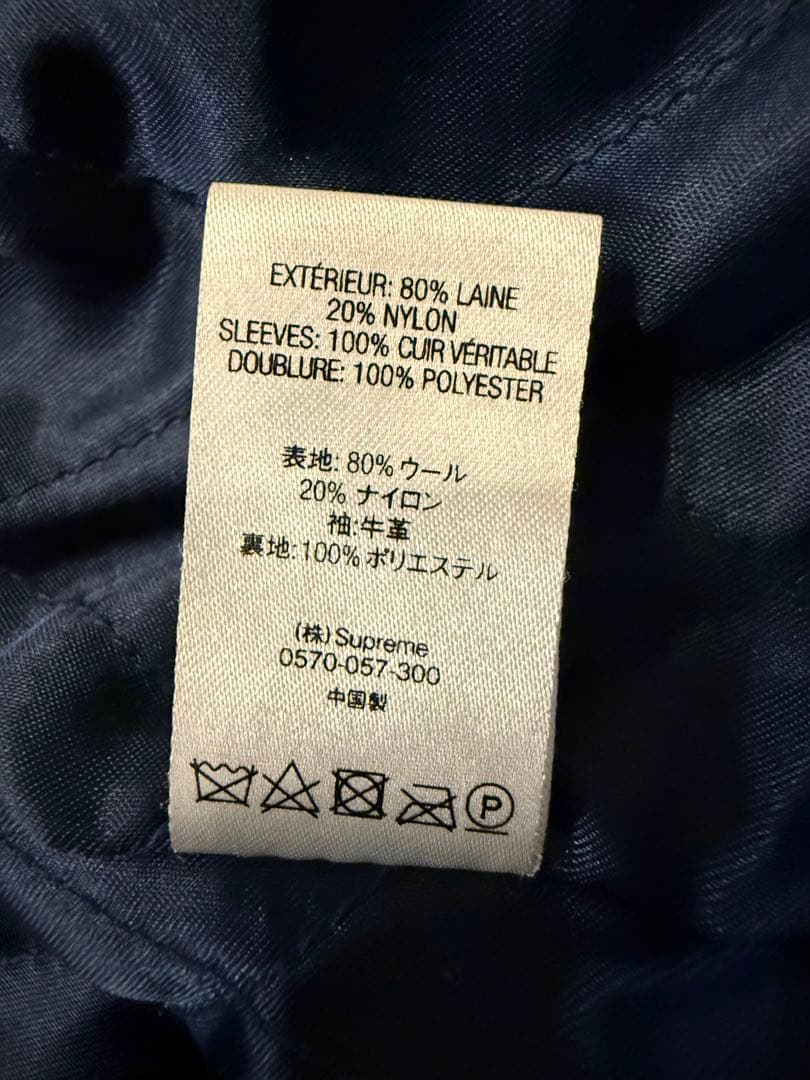 EXTÉRIEUR: 80% LAINE
20% NYLON
SLEEVES: 100% CUIR VÉRITABLE
DOUBLURE: 100% POLYESTER
表地: 80% ウール
20% ナイロン
袖:牛革
裏地:100% ポリエステル
(株)Supreme
0570-057-300
中国製
P